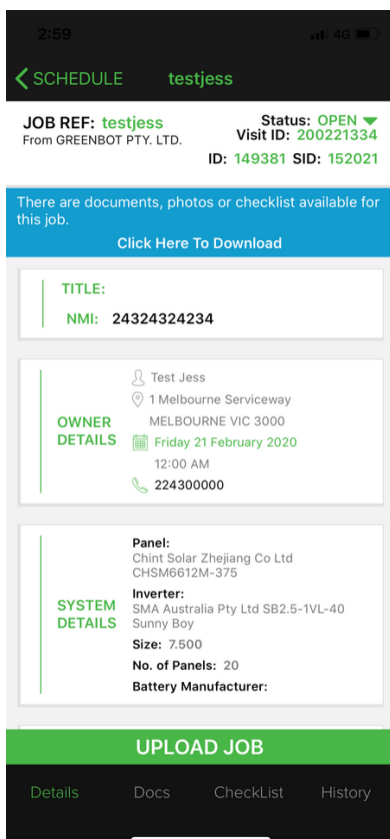 2:59 4G
SCHEDULE testjess
JOB REF: testjess
From GREENBOT PTY. LTD.
Status: OPEN
Visit ID: 200221334
ID: 149381 SID: 152021
There are documents, photos or checklist available for
this job.
Click Here To Download
TITLE:
NMI: 24324324234
OWNER
DETAILS
Test Jess
1 Melbourne Serviceway
MELBOURNE VIC 3000
Friday 21 February 2020
12:00 AM
224300000
SYSTEM
DETAILS
Panel:
Chint Solar Zhejiang Co Ltd
CHSM6612M-375
Inverter:
SMA Australia Pty Ltd SB2.5-1VL-40
Sunny Boy
Size: 7.500
No. of Panels: 20
Battery Manufacturer:
UPLOAD JOB
Details Docs CheckList History